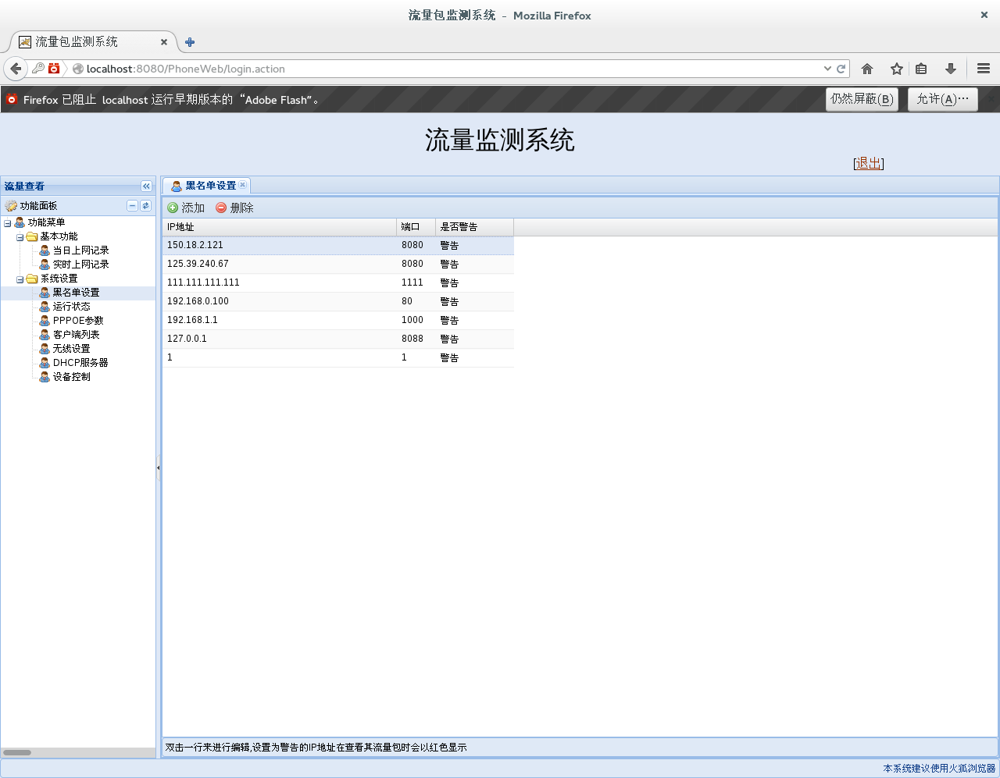 流量包监测系统 - Mozilla Firefox
流量包监测系统
localhost:8080/PhoneWeb/login.action
Firefox 已阻止 localhost 运行早期版本的“Adobe Flash”。 仍然屏蔽(B) 允许(A)…
流量监测系统
[退出]
流量查看
功能面板
功能菜单
基本功能
当日上网记录
实时上网记录
系统设置
黑名单设置
运行状态
PPPOE参数
客户端列表
无线设置
DHCP服务器
设备控制
黑名单设置
添加 删除
IP地址 端口 是否警告
150.18.2.121 8080 警告
125.39.240.67 8080 警告
111.111.111.111 1111 警告
192.168.0.100 80 警告
192.168.1.1 1000 警告
127.0.0.1 8088 警告
1 1 警告
双击一行来进行编辑,设置为警告的IP地址在查看其流量包时会以红色显示
本系统建议使用火狐浏览器